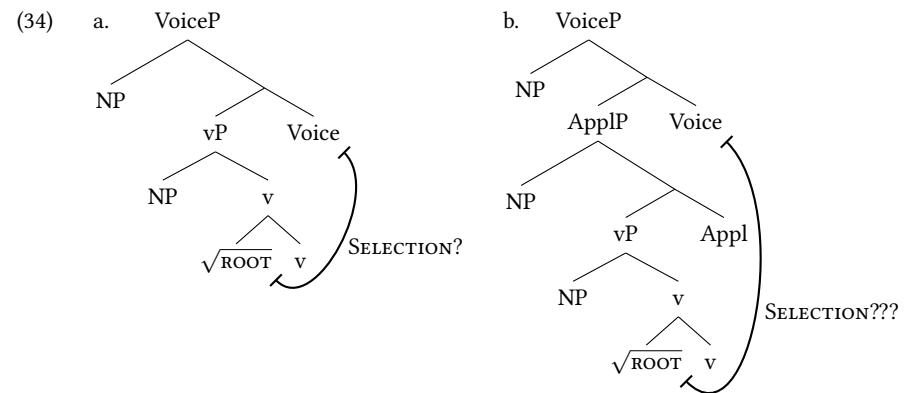 (34) a. VoiceP b. VoiceP
NP NP
vP Voice ApplP Voice
NP v NP
√ROOT v SELECTION? vP Appl
NP v SELECTION???
√ROOT v